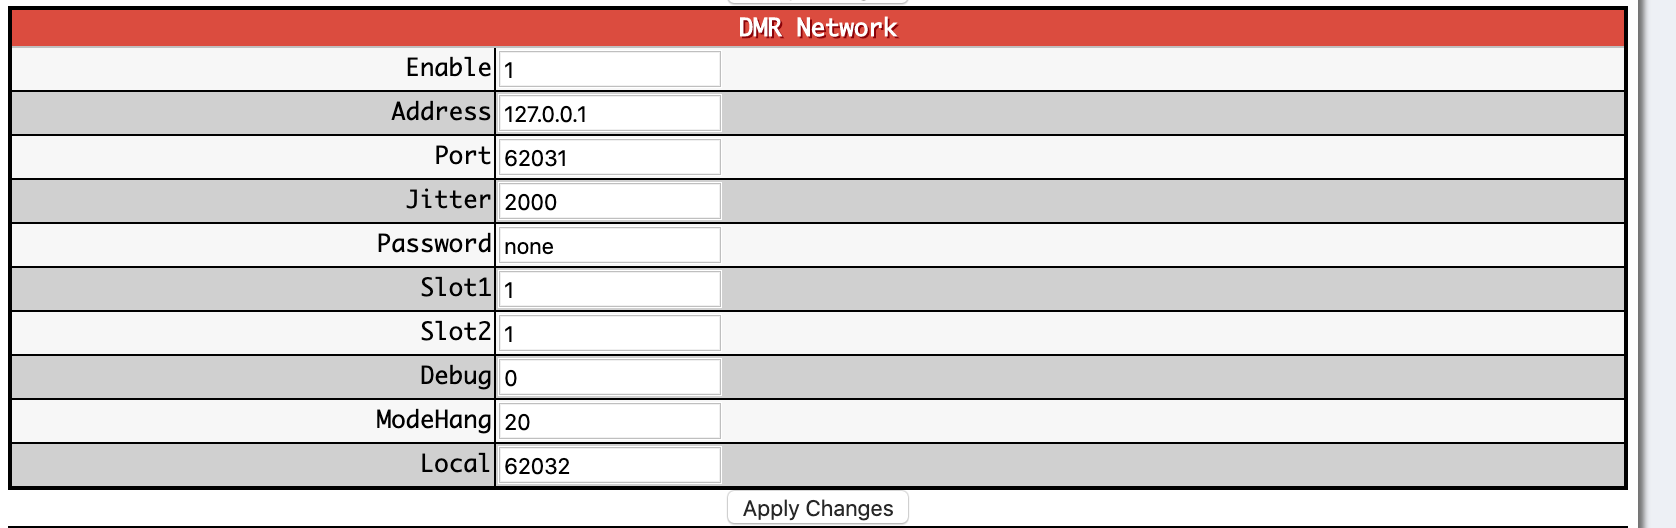 DMR Network
Enable 1
Address 127.0.0.1
Port 62031
Jitter 2000
Password none
Slot1 1
Slot2 1
Debug 0
ModeHang 20
Local 62032
Apply Changes